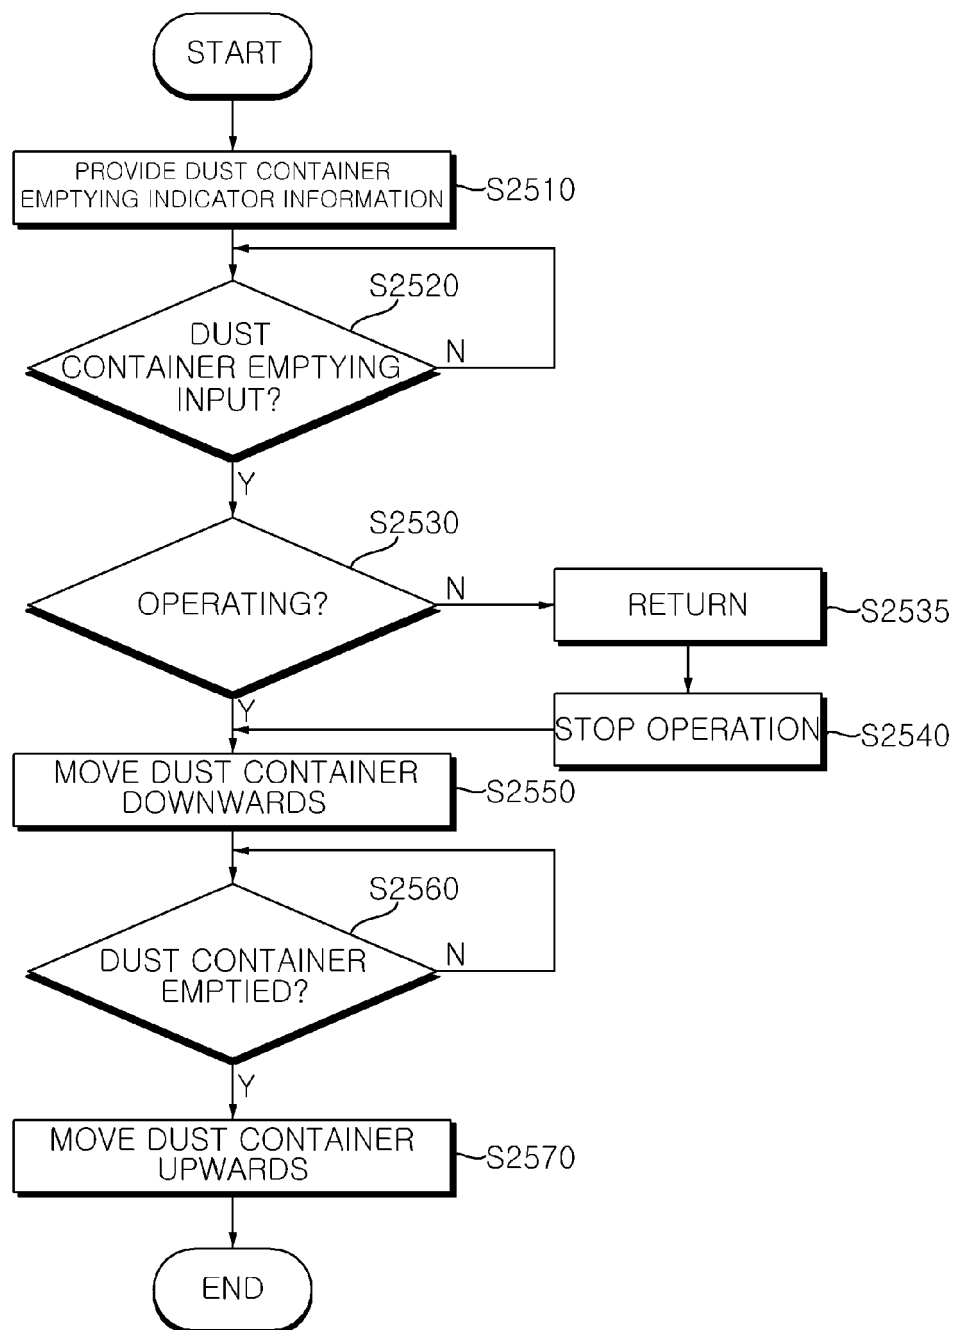 START
PROVIDE DUST CONTAINER
EMPTYING INDICATOR INFORMATION
S2510
S2520
DUST
CONTAINER EMPTYING
INPUT?
N
Y
S2530
OPERATING?
N
RETURN
S2535
Y
STOP OPERATION
S2540
MOVE DUST CONTAINER
DOWNWARDS
S2550
S2560
DUST CONTAINER
EMPTIED?
N
Y
MOVE DUST CONTAINER
UPWARDS
S2570
END